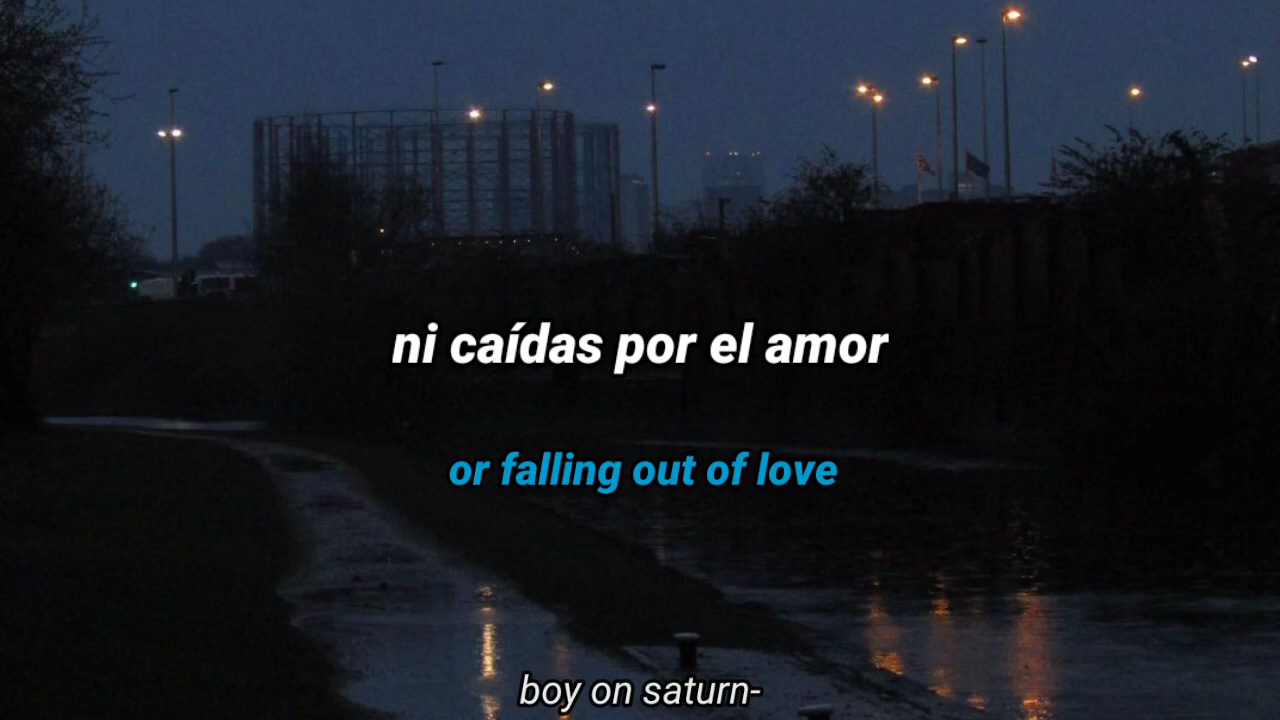 ni caídas por el amor
or falling out of love
boy on saturn-